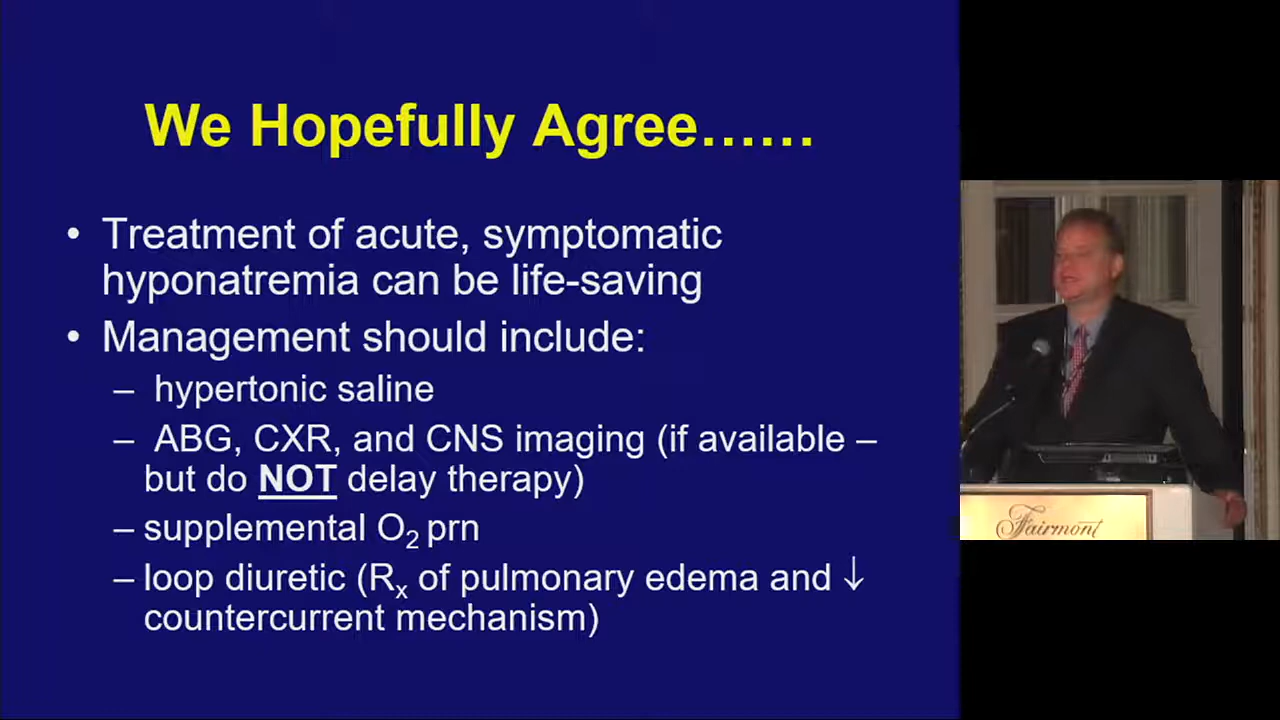 We Hopefully Agree……
• Treatment of acute, symptomatic
hyponatremia can be life-saving
• Management should include:
– hypertonic saline
– ABG, CXR, and CNS imaging (if available –
but do NOT delay therapy)
– supplemental O₂ prn
– loop diuretic (Rₓ of pulmonary edema and ↓
countercurrent mechanism)
Fairmont